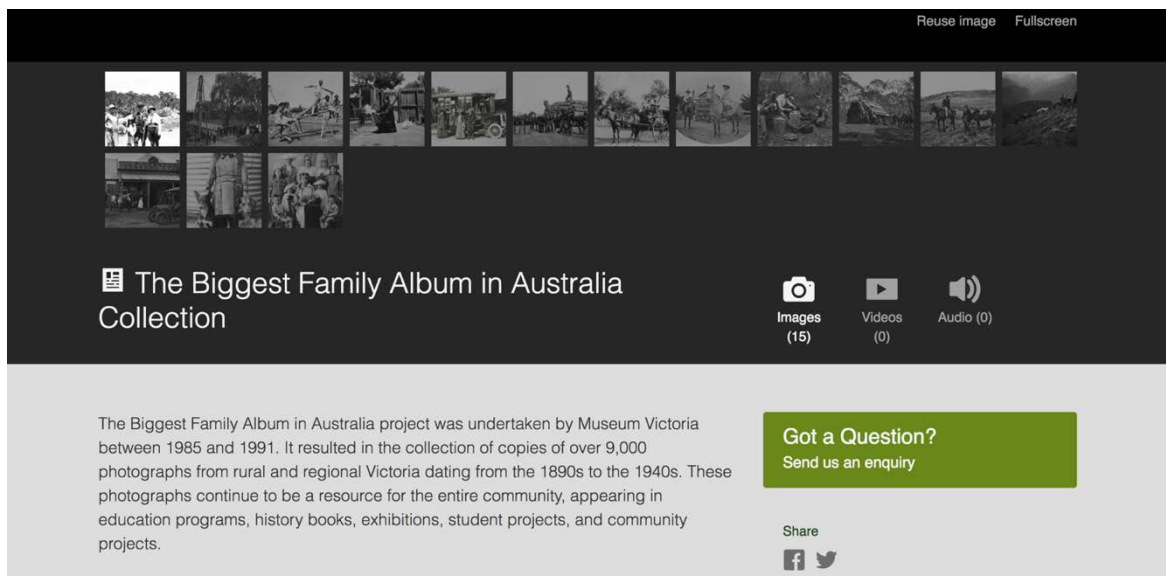 Reuse image Fullscreen
The Biggest Family Album in Australia
Collection
Images
(15)
Videos
(0)
Audio (0)
The Biggest Family Album in Australia project was undertaken by Museum Victoria
between 1985 and 1991. It resulted in the collection of copies of over 9,000
photographs from rural and regional Victoria dating from the 1890s to the 1940s. These
photographs continue to be a resource for the entire community, appearing in
education programs, history books, exhibitions, student projects, and community
projects.
Got a Question?
Send us an enquiry
Share